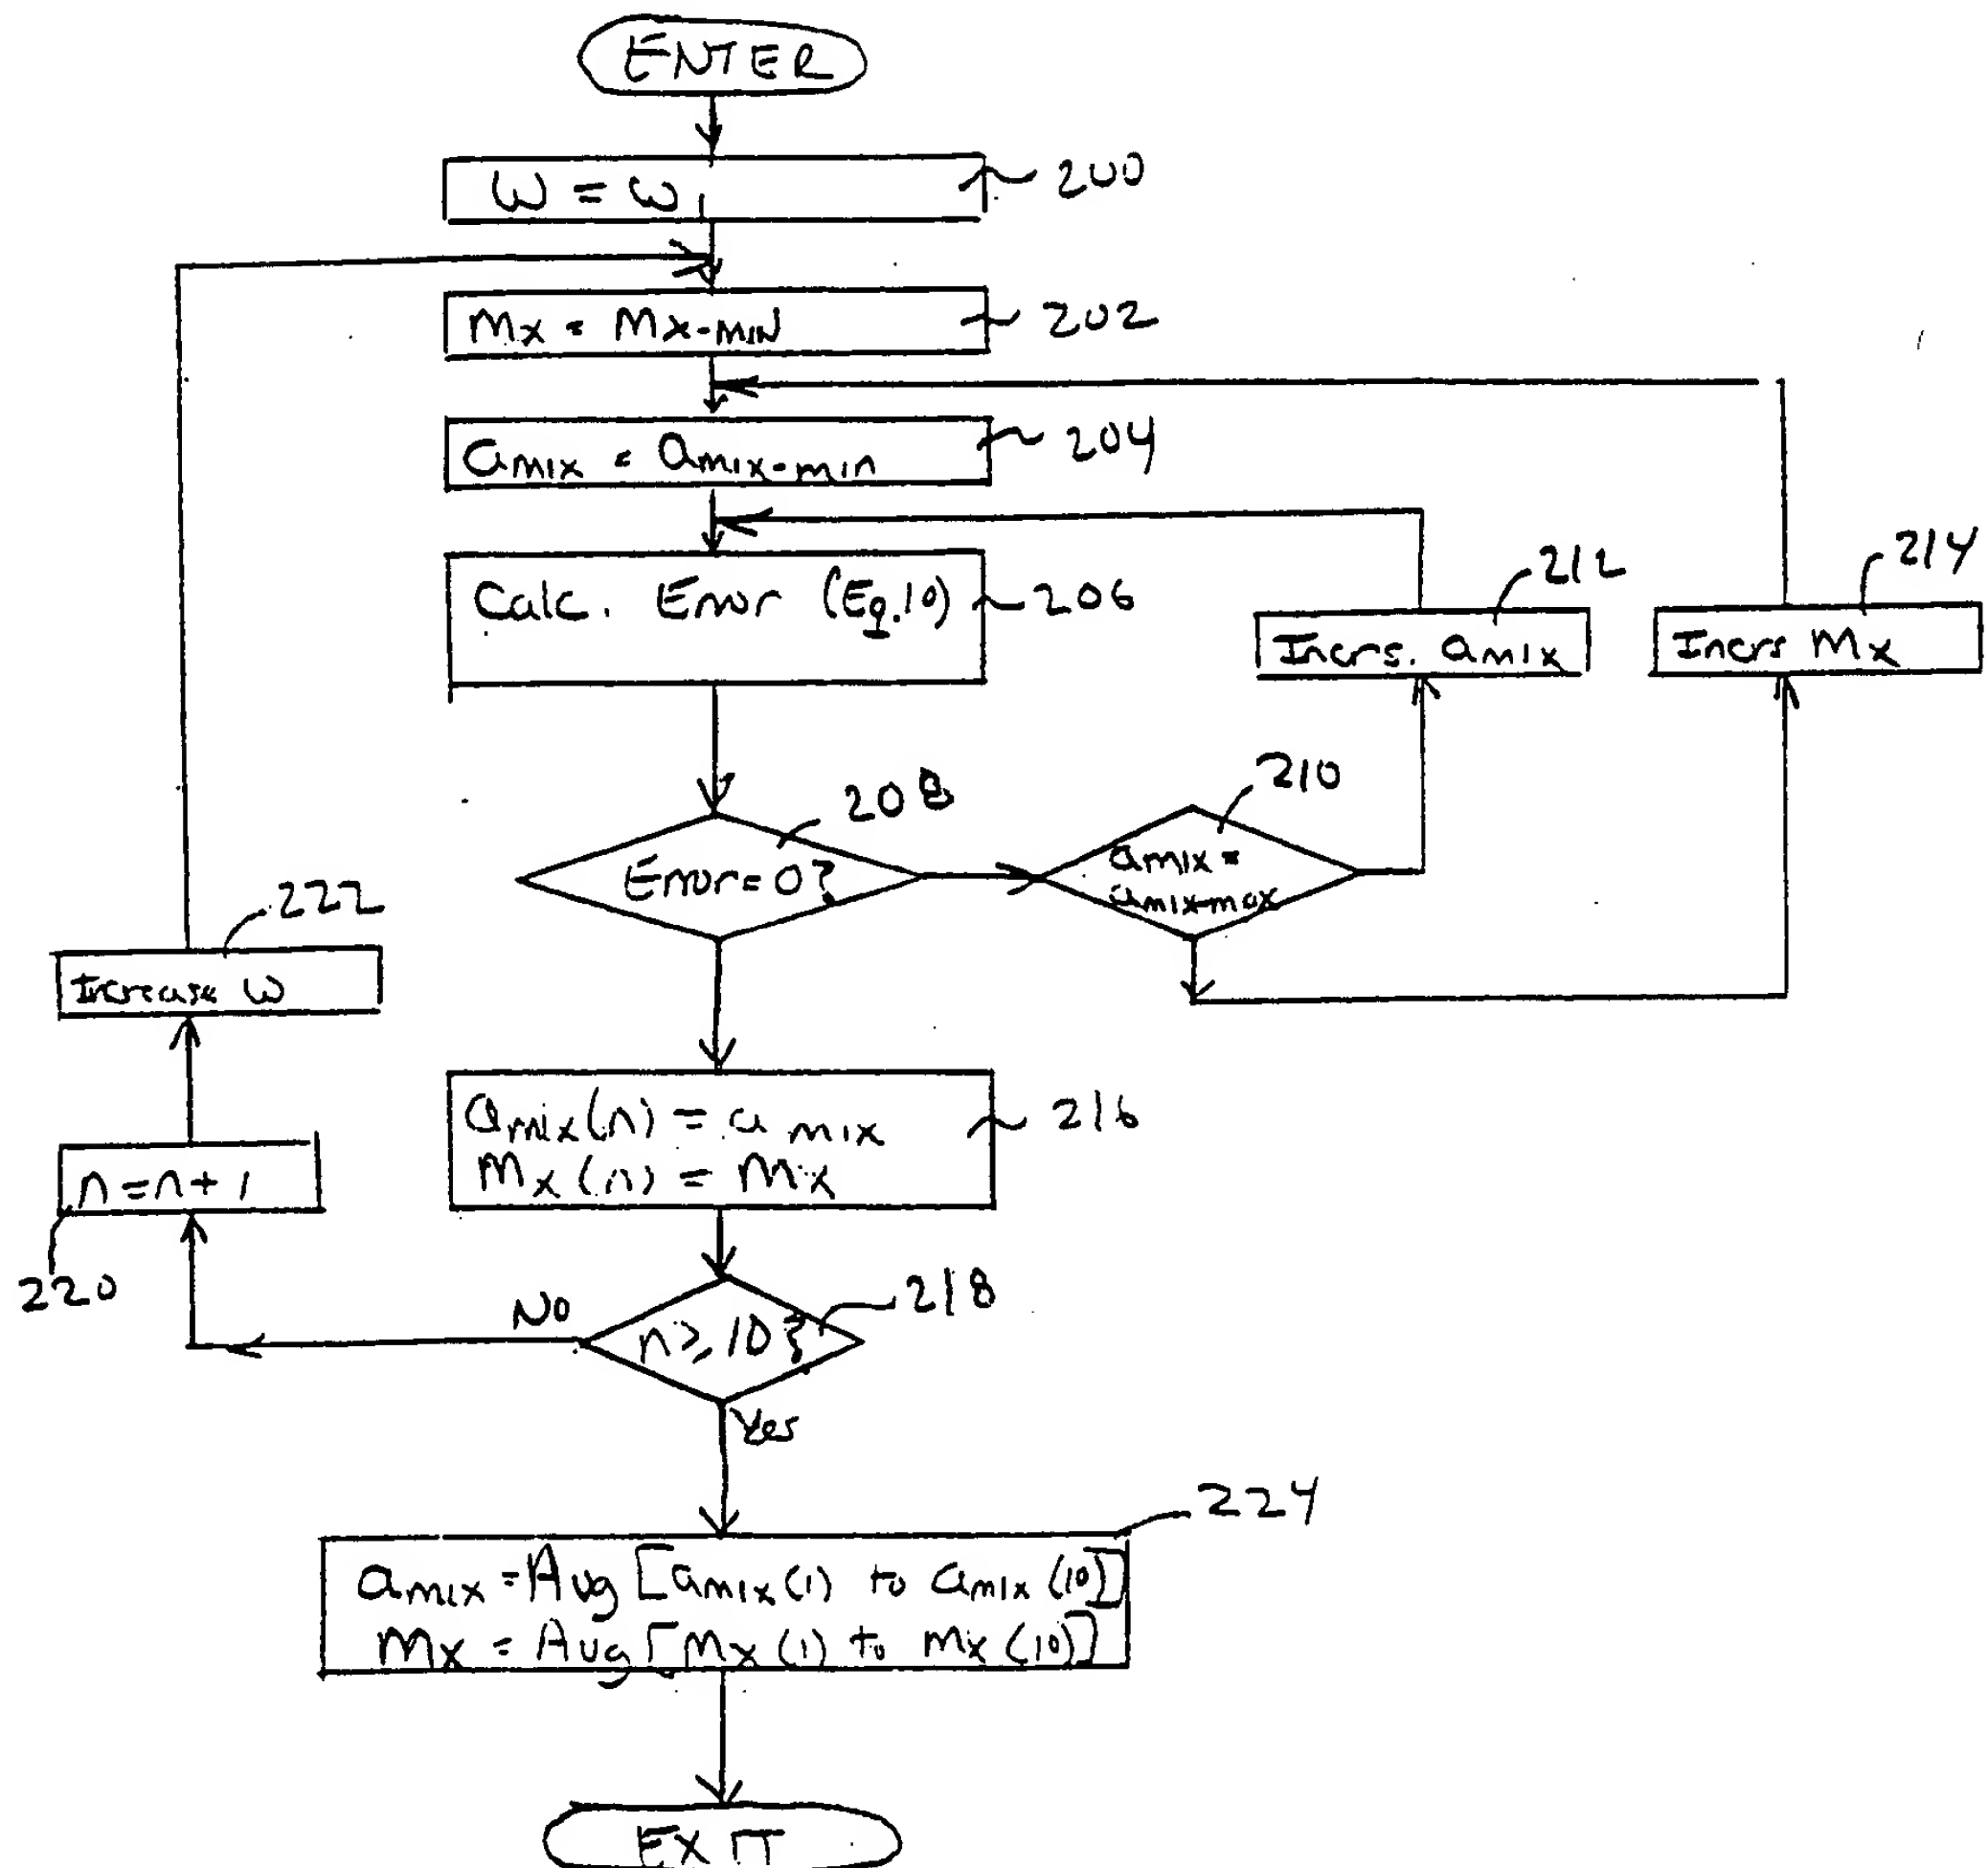 ENTER
ω = ω1
200
Mx = Mx-MIN
202
amix = amix-min
204
Calc. Error (Eq.10)
206
212
Incrs. amix
214
Incrs Mx
208
Error=0?
210
amix =
amix-max
222
Increase ω
amix(n) = amix
Mx(n) = Mx
216
n=n+1
220
No
n≥10?
218
Yes
224
amix = Avg [amix(1) to amix(10)]
Mx = Avg [Mx(1) to Mx(10)]
EXIT